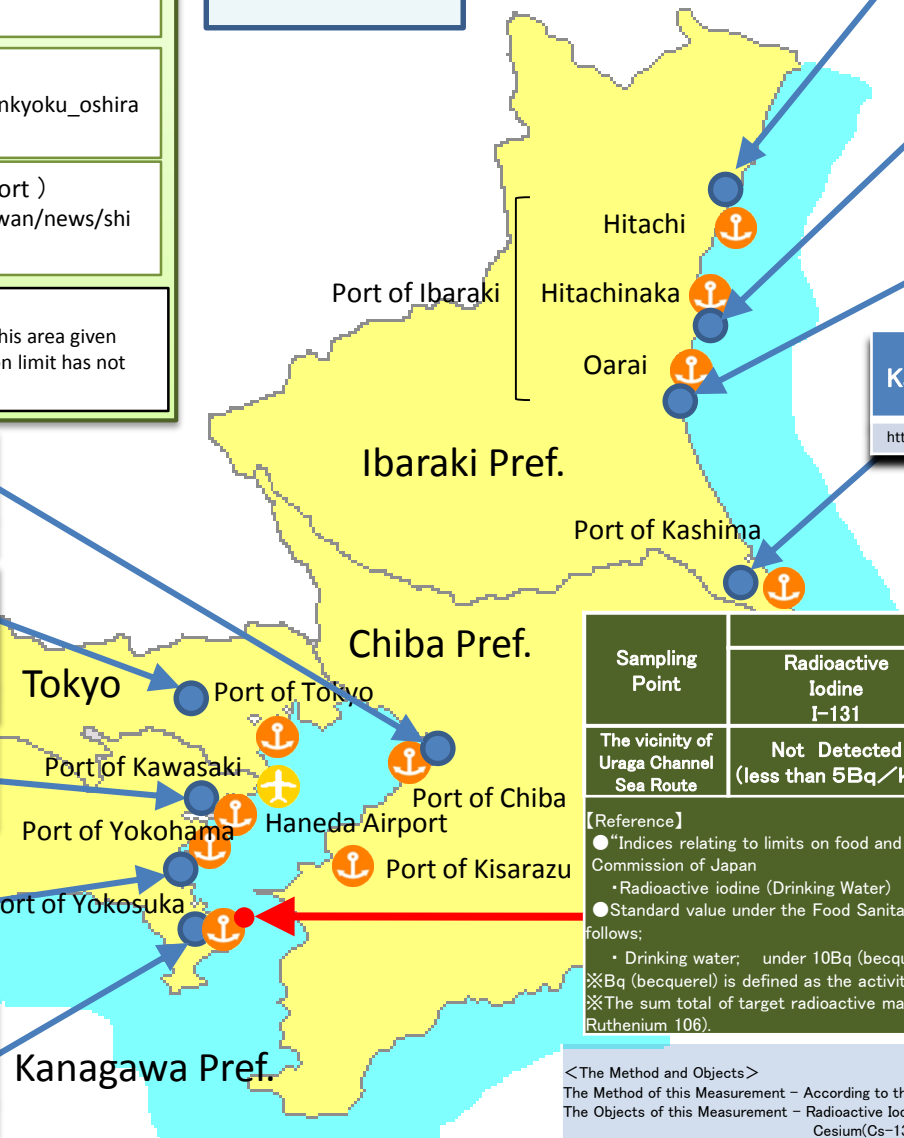 nkyoku_oshira
ort ）
wan/news/shi
his area given
on limit has not
Hitachi
Port of Ibaraki
Hitachinaka
Oarai
htt
Ibaraki Pref.
Port of Kashima
Chiba Pref.
Tokyo
Port of Tokyo
Port of Kawasaki
Port of Chiba
Port of Yokohama
Haneda Airport
Port of Kisarazu
ort of Yokosuka
Kanagawa Pref.
Sampling
Point
Radioactive
Iodine
I-131
The vicinity of
Uraga Channel
Sea Route
Not Detected
(less than 5Bq／k
【Reference】
●“Indices relating to limits on food and
Commission of Japan
・Radioactive iodine (Drinking Water)
●Standard value under the Food Sanita
follows;
・Drinking water; under 10Bq (becqu
※Bq (becquerel) is defined as the activit
※The sum total of target radioactive ma
Ruthenium 106).
＜The Method and Objects＞
The Method of this Measurement - According to th
The Objects of this Measurement - Radioactive Iod
Cesium(Cs-13